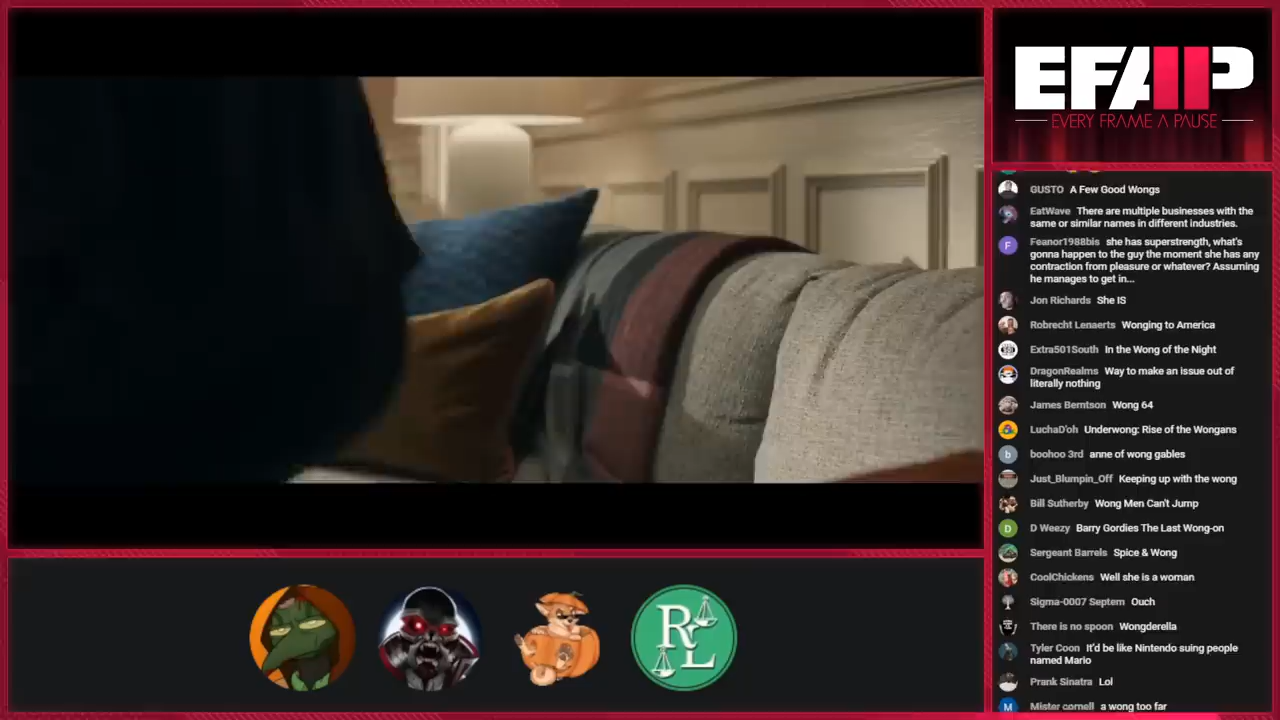 EFAP
EVERY FRAME A PAUSE
GUSTO A Few Good Wongs
EatWave There are multiple businesses with the
same or similar names in different industries.
Feanor1988bis she has superstrength, what's
gonna happen to the guy the moment she has any
contraction from pleasure or whatever? Assuming
he manages to get in...
Jon Richards She IS
Robrecht Lenaerts Wonging to America
Extra501South In the Wong of the Night
DragonRealms Way to make an issue out of
literally nothing
James Berntson Wong 64
LuchaD'oh Underwong: Rise of the Wongans
boohoo 3rd anne of wong gables
Just_Blumpin_Off Keeping up with the wong
Bill Sutherby Wong Men Can't Jump
D Weezy Barry Gordies The Last Wong-on
Sergeant Barrels Spice & Wong
CoolChickens Well she is a woman
Sigma-0007 Septem Ouch
There is no spoon Wongderella
Tyler Coon It'd be like Nintendo suing people
named Mario
Prank Sinatra Lol
Mister cornell a wong too far
F
b
D
M
RL